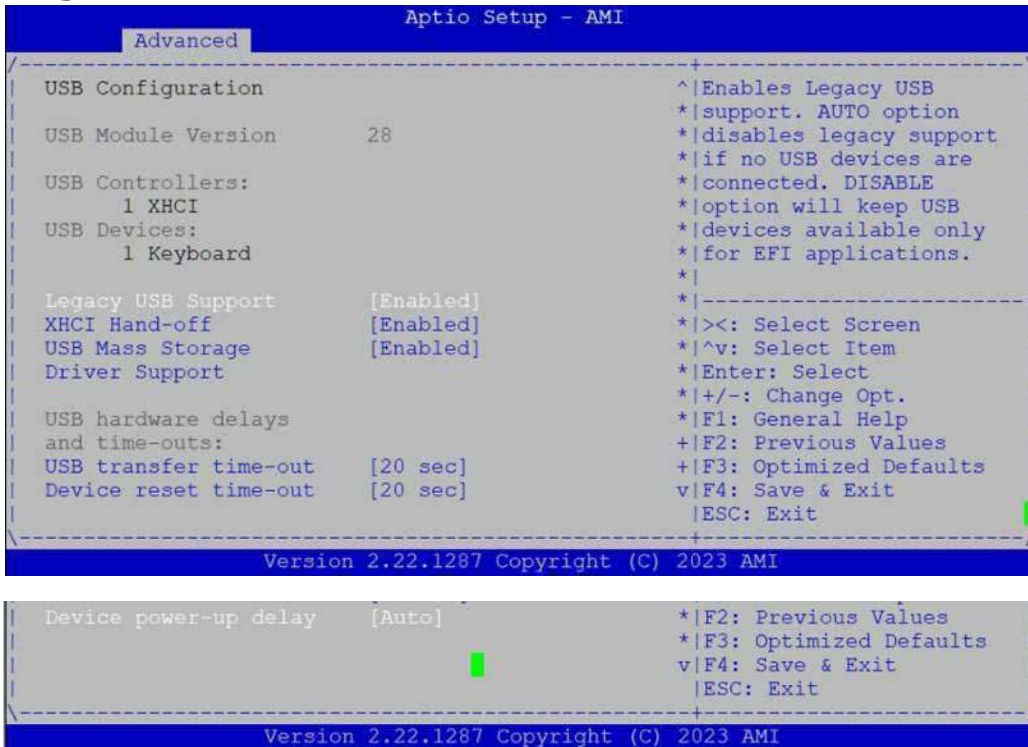 Aptio Setup - AMI
Advanced
USB Configuration ^|Enables Legacy USB
*|support. AUTO option
USB Module Version 28 *|disables legacy support
*|if no USB devices are
USB Controllers: *|connected. DISABLE
1 XHCI *|option will keep USB
USB Devices: *|devices available only
1 Keyboard *|for EFI applications.
*|
Legacy USB Support [Enabled] *|
XHCI Hand-off [Enabled] *|><: Select Screen
USB Mass Storage [Enabled] *|^v: Select Item
Driver Support *|Enter: Select
*|+/-: Change Opt.
USB hardware delays *|F1: General Help
and time-outs: +|F2: Previous Values
USB transfer time-out [20 sec] +|F3: Optimized Defaults
Device reset time-out [20 sec] v|F4: Save & Exit
|ESC: Exit
Version 2.22.1287 Copyright (C) 2023 AMI
Device power-up delay [Auto] *|F2: Previous Values
*|F3: Optimized Defaults
v|F4: Save & Exit
|ESC: Exit
Version 2.22.1287 Copyright (C) 2023 AMI